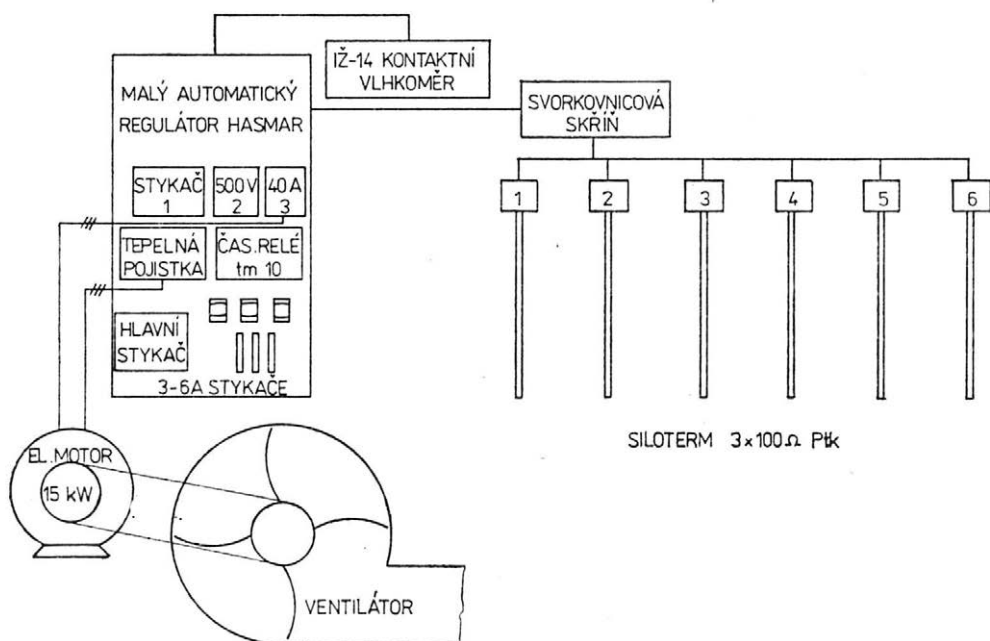 IŽ-14 KONTAKTNÍ
VLHKOMĚR
MALÝ AUTOMATICKÝ
REGULÁTOR HASMAR
SVORKOVNICOVÁ
SKŘÍŇ
STYKAČ
1
500V
2
40A
3
1
2
3
4
5
6
TEPELNÁ
POJISTKA
ČAS.RELÉ
tm 10
HLAVNÍ
STYKAČ
3-6A STYKAČE
SILOTERM 3×100Ω Ptk
EL.MOTOR
15 kW
VENTILÁTOR